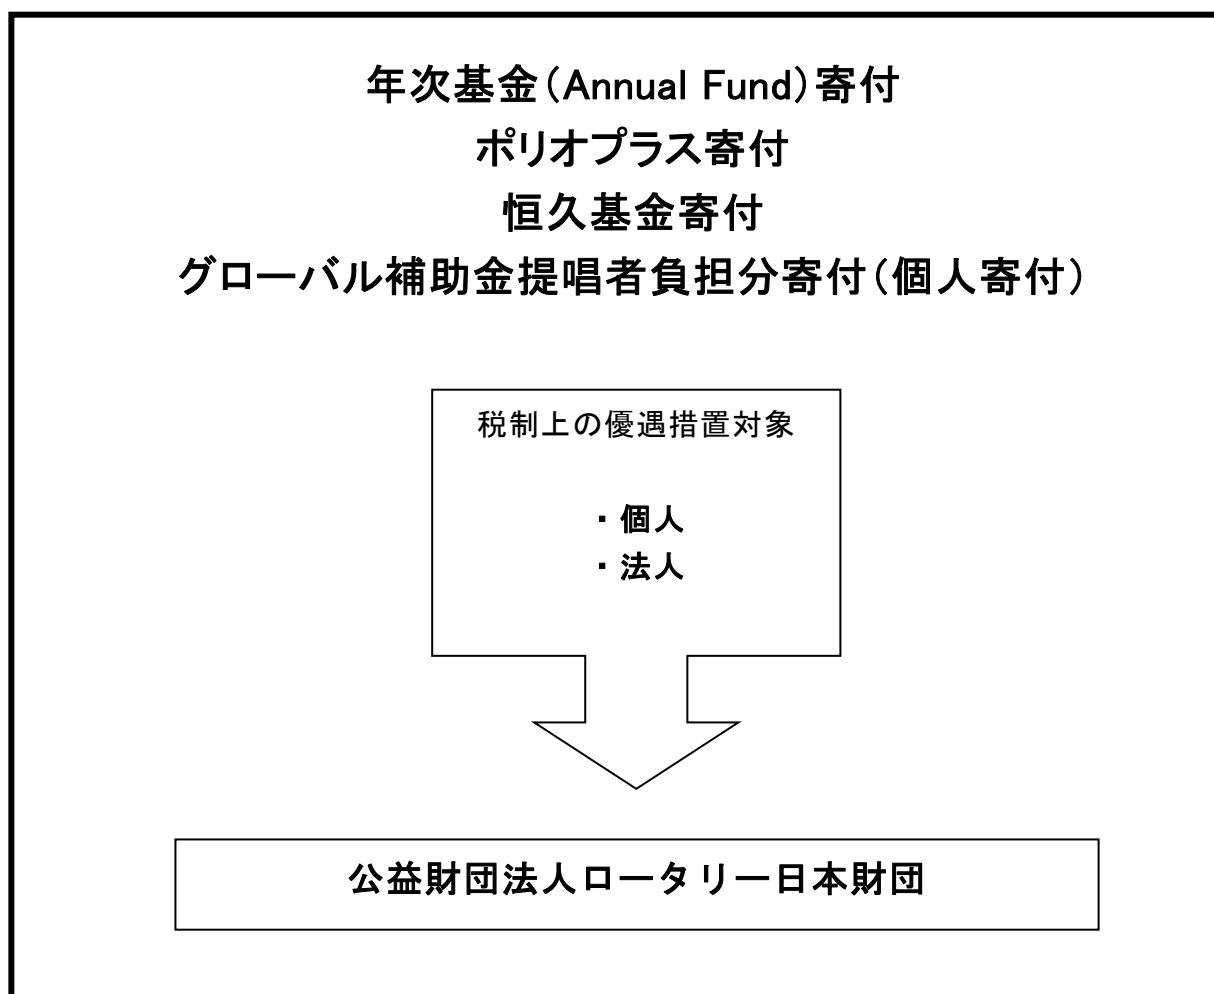 年次基金(Annual Fund)寄付
ポリオプラス寄付
恒久基金寄付
グローバル補助金提唱者負担分寄付(個人寄付)
税制上の優遇措置対象
・個人
・法人
公益財団法人ロータリー日本財団